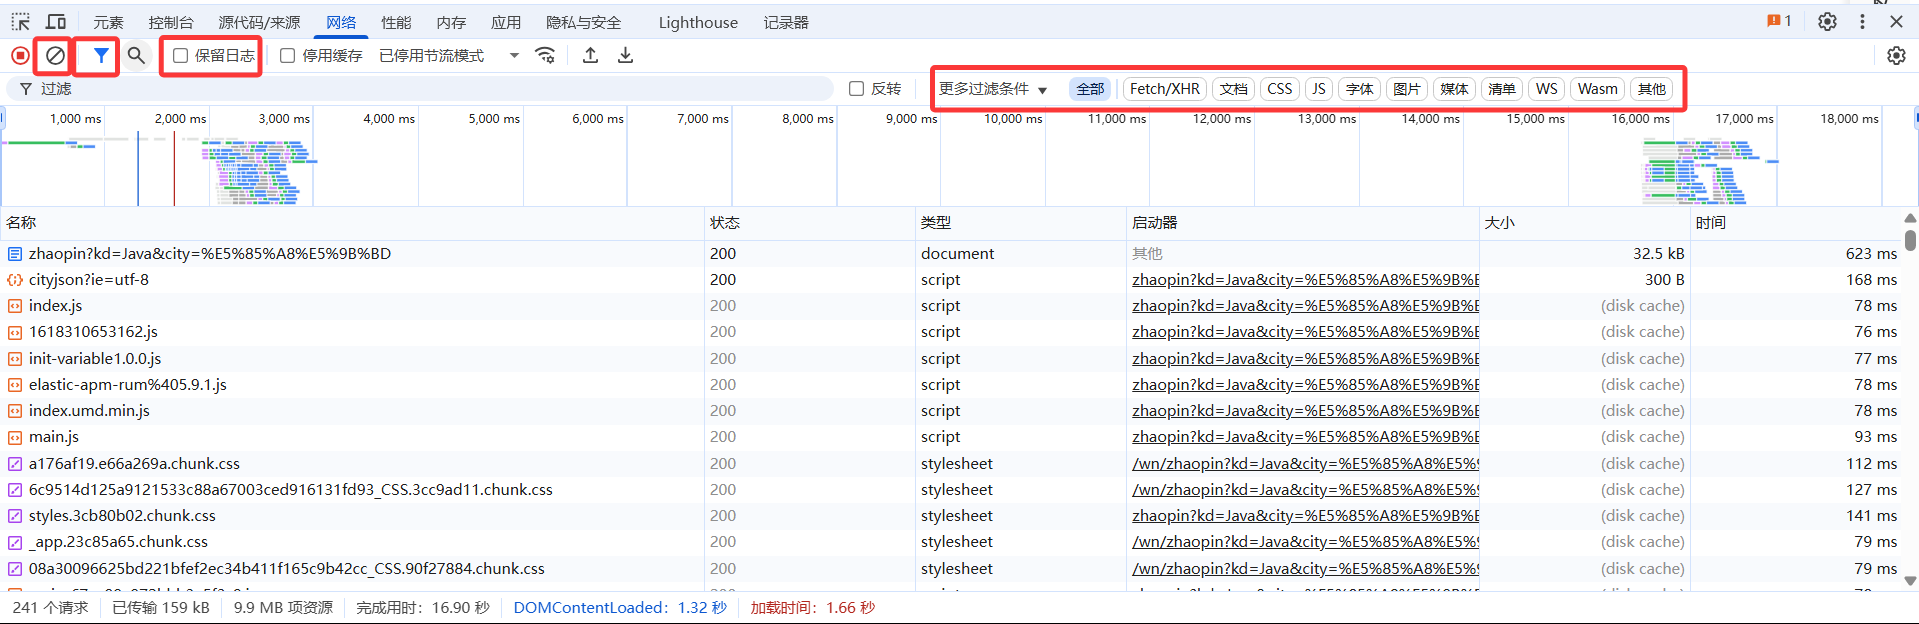 元素 控制台 源代码/来源 网络 性能 内存 应用 隐私与安全 Lighthouse 记录器 1
保留日志 停用缓存 已停用节流模式
过滤 反转 更多过滤条件 全部 Fetch/XHR 文档 CSS JS 字体 图片 媒体 清单 WS Wasm 其他
1,000 ms 2,000 ms 3,000 ms 4,000 ms 5,000 ms 6,000 ms 7,000 ms 8,000 ms 9,000 ms 10,000 ms 11,000 ms 12,000 ms 13,000 ms 14,000 ms 15,000 ms 16,000 ms 17,000 ms 18,000 ms
名称 状态 类型 启动器 大小 时间
zhaopin?kd=Java&city=%E5%85%A8%E5%9B%BD 200 document 其他 32.5 kB 623 ms
cityjson?ie=utf-8 200 script zhaopin?kd=Java&city=%E5%85%A8%E5%9B%B 300 B 168 ms
index.js 200 script zhaopin?kd=Java&city=%E5%85%A8%E5%9B%B (disk cache) 78 ms
1618310653162.js 200 script zhaopin?kd=Java&city=%E5%85%A8%E5%9B%B (disk cache) 76 ms
init-variable1.0.0.js 200 script zhaopin?kd=Java&city=%E5%85%A8%E5%9B%B (disk cache) 77 ms
elastic-apm-rum%405.9.1.js 200 script zhaopin?kd=Java&city=%E5%85%A8%E5%9B%B (disk cache) 78 ms
index.umd.min.js 200 script zhaopin?kd=Java&city=%E5%85%A8%E5%9B%B (disk cache) 78 ms
main.js 200 script zhaopin?kd=Java&city=%E5%85%A8%E5%9B%B (disk cache) 93 ms
a176af19.e66a269a.chunk.css 200 stylesheet /wn/zhaopin?kd=Java&city=%E5%85%A8%E5%9 (disk cache) 112 ms
6c9514d125a9121533c88a67003ced916131fd93_CSS.3cc9ad11.chunk.css 200 stylesheet /wn/zhaopin?kd=Java&city=%E5%85%A8%E5%9 (disk cache) 127 ms
styles.3cb80b02.chunk.css 200 stylesheet zhaopin?kd=Java&city=%E5%85%A8%E5%9B%B (disk cache) 141 ms
_app.23c85a65.chunk.css 200 stylesheet /wn/zhaopin?kd=Java&city=%E5%85%A8%E5%9 (disk cache) 79 ms
08a30096625bd221bfef2ec34b411f165c9b42cc_CSS.90f27884.chunk.css 200 stylesheet /wn/zhaopin?kd=Java&city=%E5%85%A8%E5%9 (disk cache) 79 ms
241 个请求 已传输 159 kB 9.9 MB 项资源 完成用时：16.90 秒 DOMContentLoaded：1.32 秒 加载时间：1.66 秒